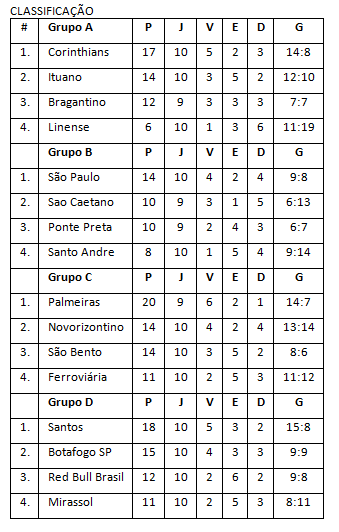 CLASSIFICAÇÃO
# Grupo A P J V E D G
1. Corinthians 17 10 5 2 3 14:8
2. Ituano 14 10 3 5 2 12:10
3. Bragantino 12 9 3 3 3 7:7
4. Linense 6 10 1 3 6 11:19
Grupo B P J V E D G
1. São Paulo 14 10 4 2 4 9:8
2. Sao Caetano 10 9 3 1 5 6:13
3. Ponte Preta 10 9 2 4 3 6:7
4. Santo Andre 8 10 1 5 4 9:14
Grupo C P J V E D G
1. Palmeiras 20 9 6 2 1 14:7
2. Novorizontino 14 10 4 2 4 13:14
3. São Bento 14 10 3 5 2 8:6
4. Ferroviária 11 10 2 5 3 11:12
Grupo D P J V E D G
1. Santos 18 10 5 3 2 15:8
2. Botafogo SP 15 10 4 3 3 9:9
3. Red Bull Brasil 12 10 2 6 2 9:8
4. Mirassol 11 10 2 5 3 8:11